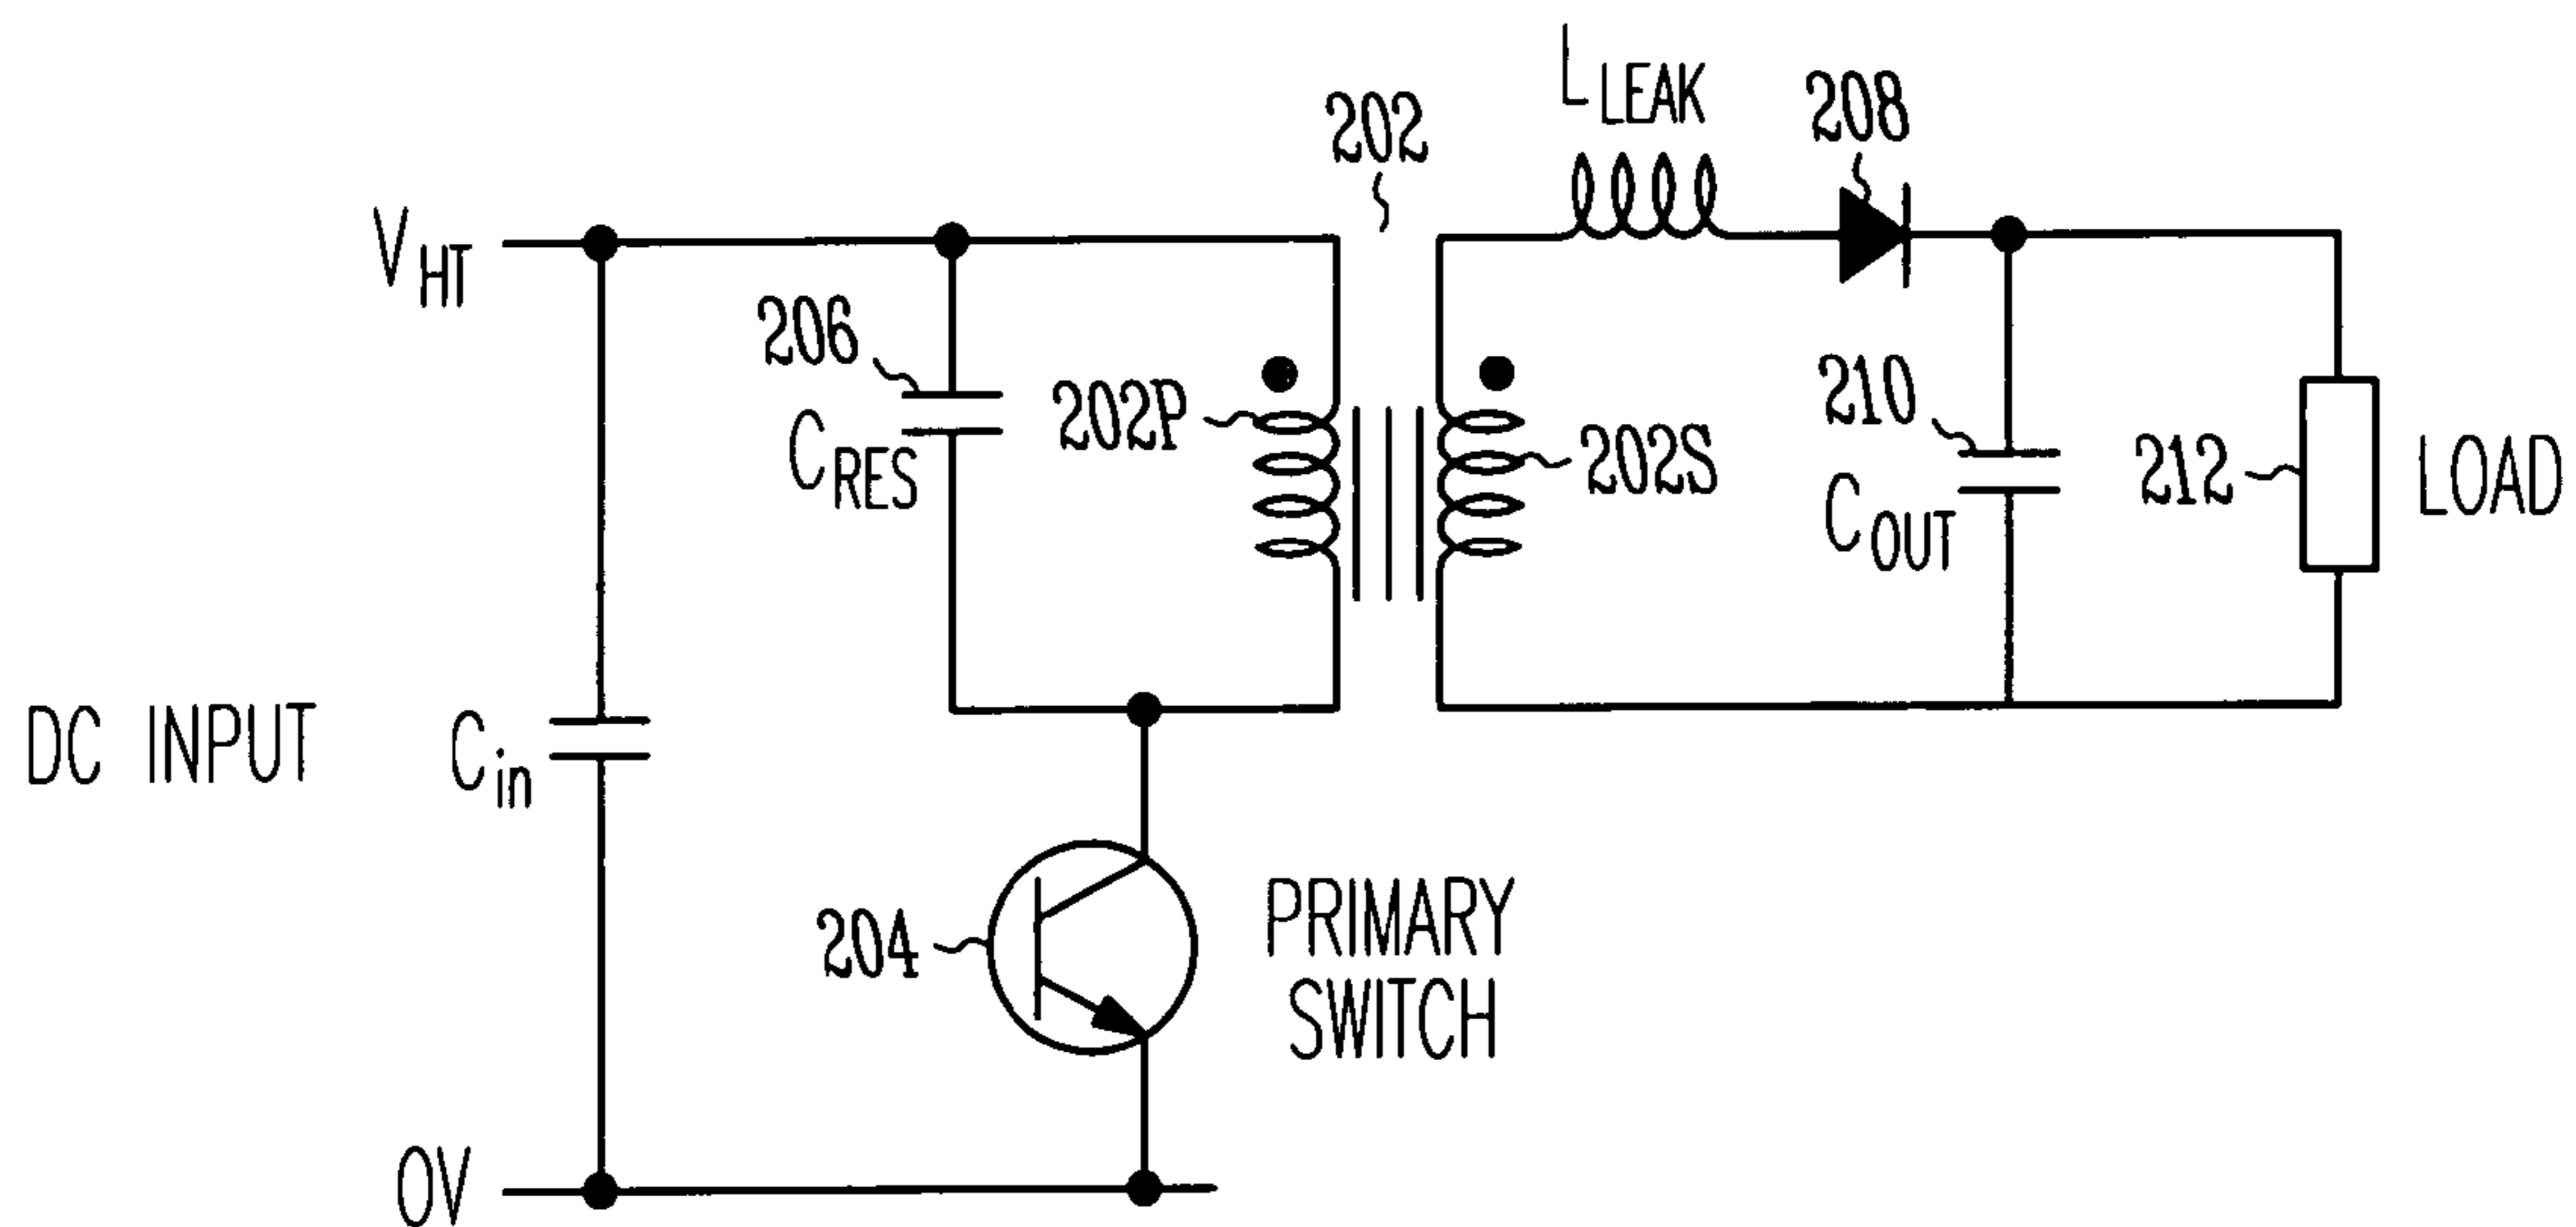 L LEAK
202
208
V HT
206
202P
C RES
202S
210
C OUT
212
LOAD
DC INPUT
C in
204
PRIMARY
SWITCH
0V